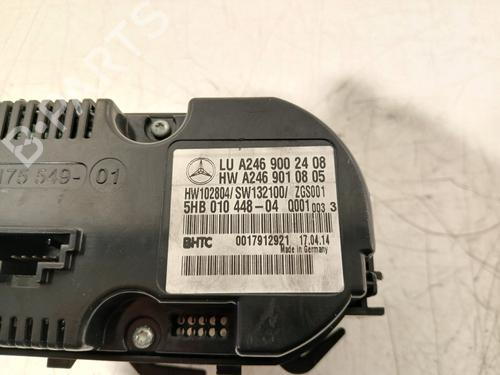 B-PARTS
175 549-01
LU A246 900 24 08
HW A246 901 08 05
HW102804/SW132100/ ZGS001
5HB 010 448-04 Q001 003 3
BHTC 0017912921 17.04.14
Made in Germany